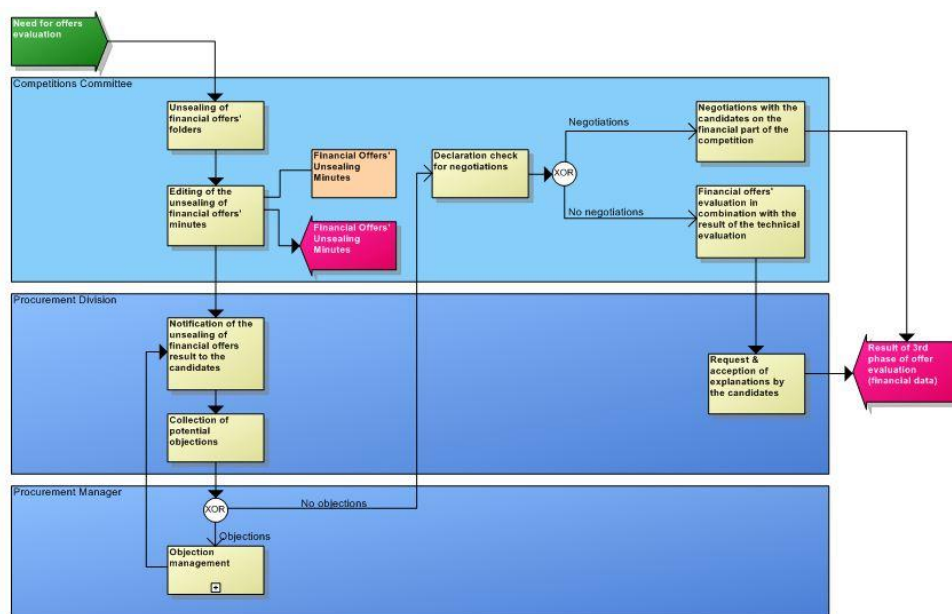 Need for offers
evaluation
Competitions Committee
Unsealing of
financial offers'
folders
Editing of the
unsealing of
financial offers'
minutes
Financial Offers'
Unsealing
Minutes
Financial Offers'
Unsealing
Minutes
Declaration check
for negotiations
XOR
Negotiations
No negotiations
Negotiations with the
candidates on the
financial part of the
competition
Financial offers'
evaluation in
combination with the
result of the technical
evaluation
Procurement Division
Notification of the
unsealing of
financial offers
result to the
candidates
Collection of
potential
objections
Request &
acception of
explanations by
the candidates
Result of 3rd
phase of offer
evaluation
(financial data)
Procurement Manager
XOR
No objections
Objections
Objection
management